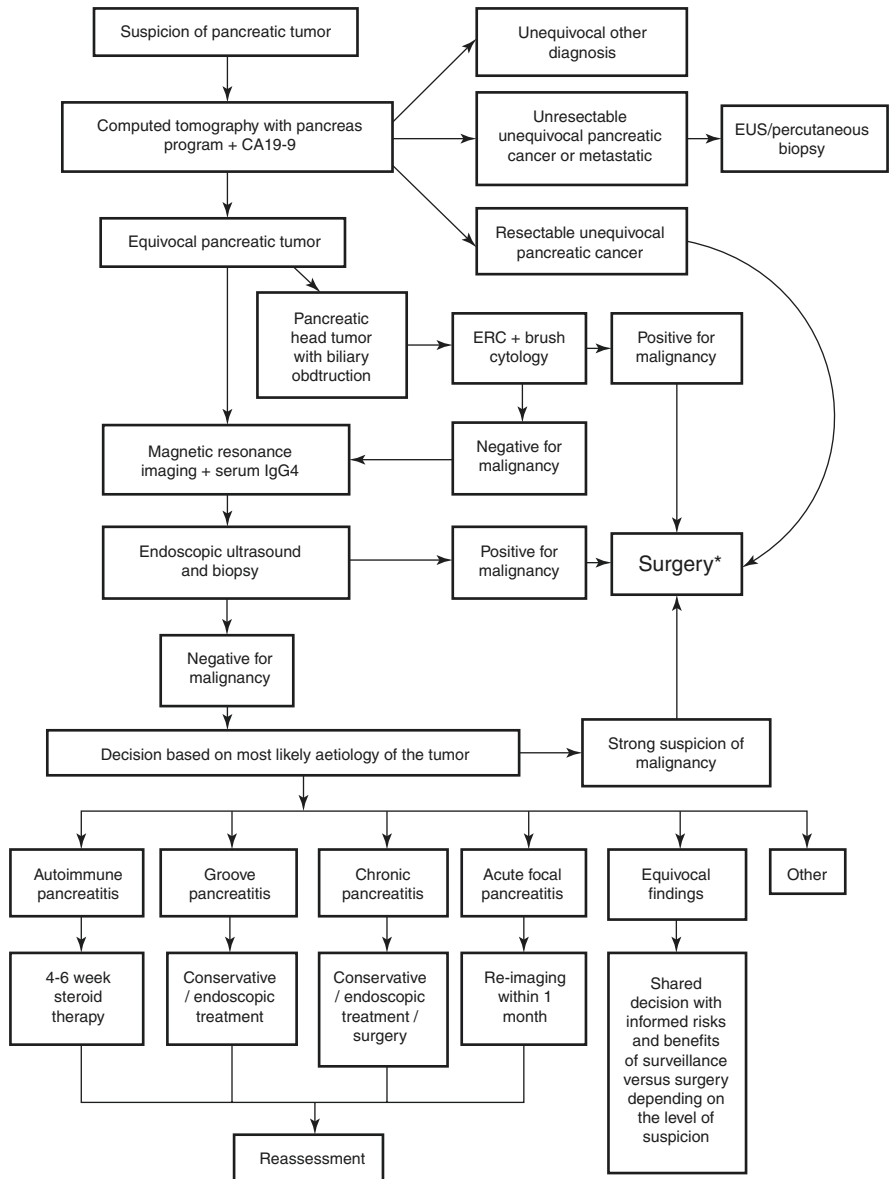 Suspicion of pancreatic tumor
Unequivocal other
diagnosis
Computed tomography with pancreas
program + CA19-9
Unresectable
unequivocal pancreatic
cancer or metastatic
EUS/percutaneous
biopsy
Equivocal pancreatic tumor
Resectable unequivocal
pancreatic cancer
Pancreatic
head tumor
with biliary
obdtruction
ERC + brush
cytology
Positive for
malignancy
Negative for
malignancy
Magnetic resonance
imaging + serum IgG4
Endoscopic ultrasound
and biopsy
Positive for
malignancy
Surgery*
Negative for
malignancy
Decision based on most likely aetiology of the tumor
Strong suspicion of
malignancy
Autoimmune
pancreatitis
Groove
pancreatitis
Chronic
pancreatitis
Acute focal
pancreatitis
Equivocal
findings
Other
4-6 week
steroid
therapy
Conservative
/ endoscopic
treatment
Conservative
/ endoscopic
treatment /
surgery
Re-imaging
within 1
month
Shared
decision with
informed risks
and benefits
of surveillance
versus surgery
depending on
the level of
suspicion
Reassessment